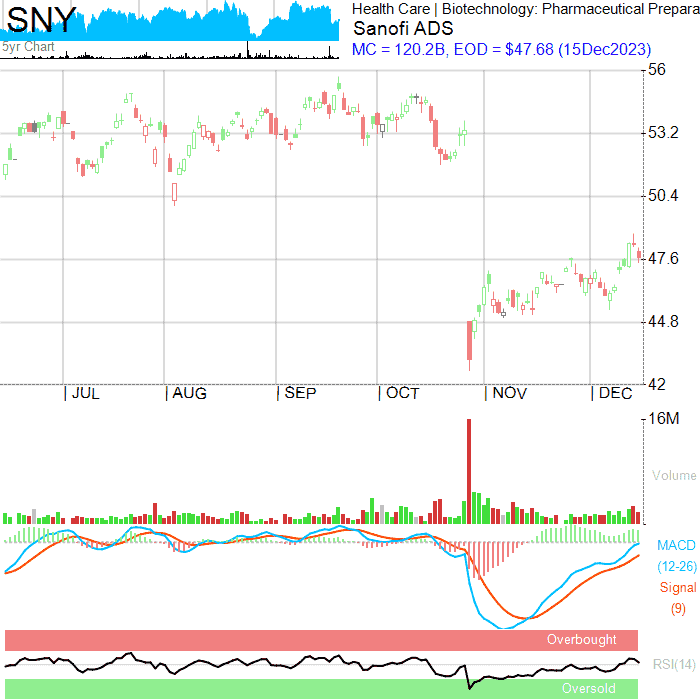 SNY
5yr Chart
Health Care | Biotechnology: Pharmaceutical Prepara
Sanofi ADS
MC = 120.2B, EOD = $47.68 (15Dec2023)
56
53.2
50.4
47.6
44.8
42
| JUL | AUG | SEP | OCT | NOV | DEC
16M
Volume
MACD
(12-26)
Signal
(9)
Overbought
RSI(14)
Oversold